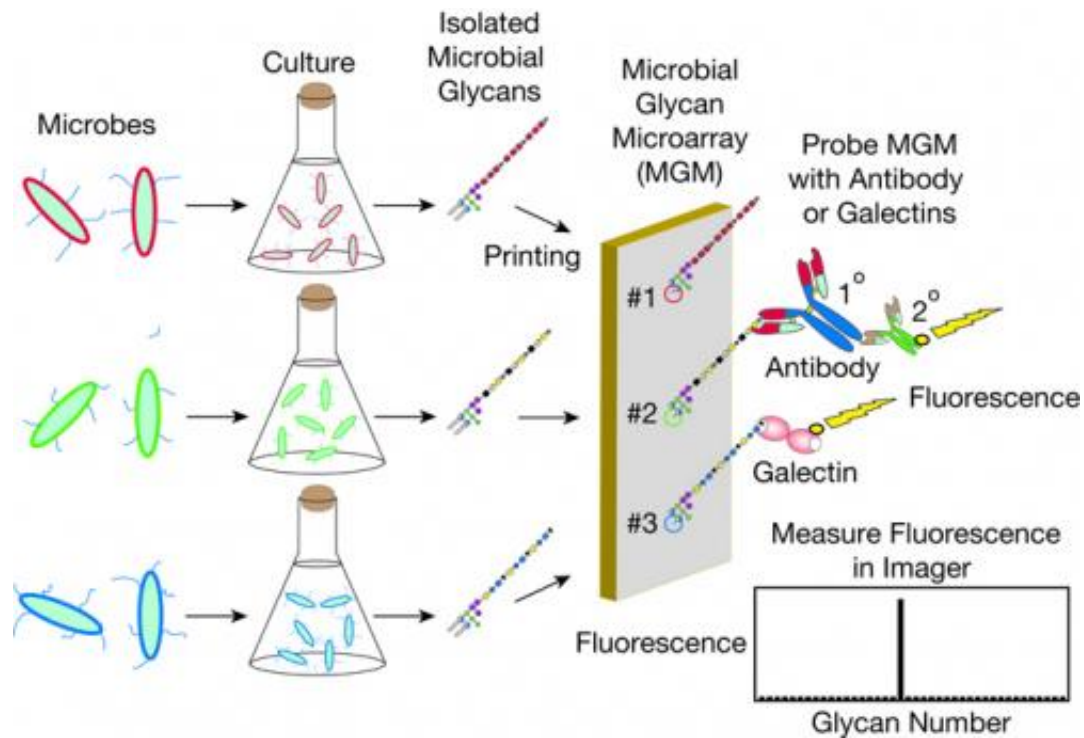 Microbes
Culture
Isolated
Microbial
Glycans
Printing
Microbial
Glycan
Microarray
(MGM)
Probe MGM
with Antibody
or Galectins
#1
#2
#3
1°
2°
Antibody
Fluorescence
Galectin
Measure Fluorescence
in Imager
Fluorescence
Glycan Number